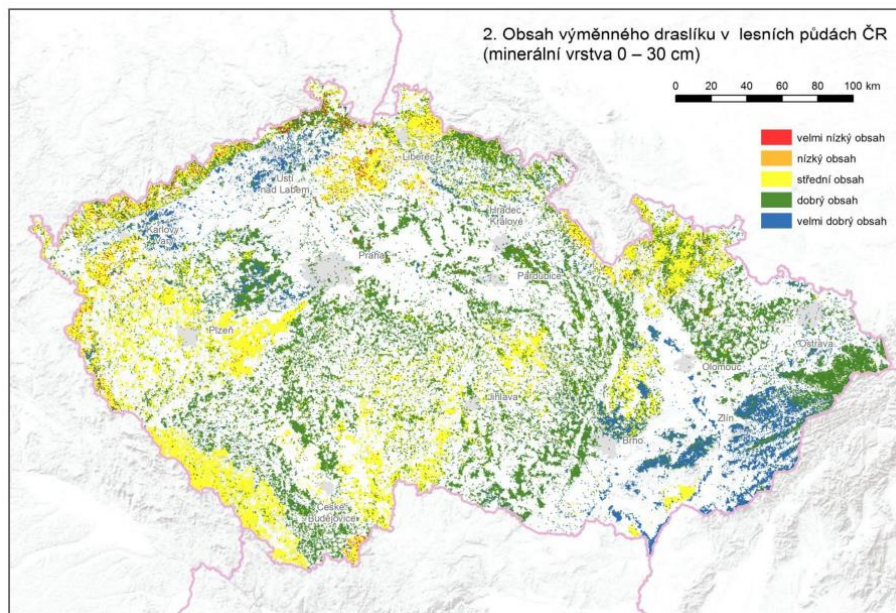 2. Obsah výměnného draslíku v lesních půdách ČR
(minerální vrstva 0 – 30 cm)
0 20 40 60 80 100 km
velmi nízký obsah
nízký obsah
střední obsah
dobrý obsah
velmi dobrý obsah
Liberec
Ústí
nad Labem
Karlovy
Vary
Hradec
Králové
Praha
Pardubice
Plzeň
Ostrava
Olomouc
Jihlava
Zlín
Brno
České
Budějovice